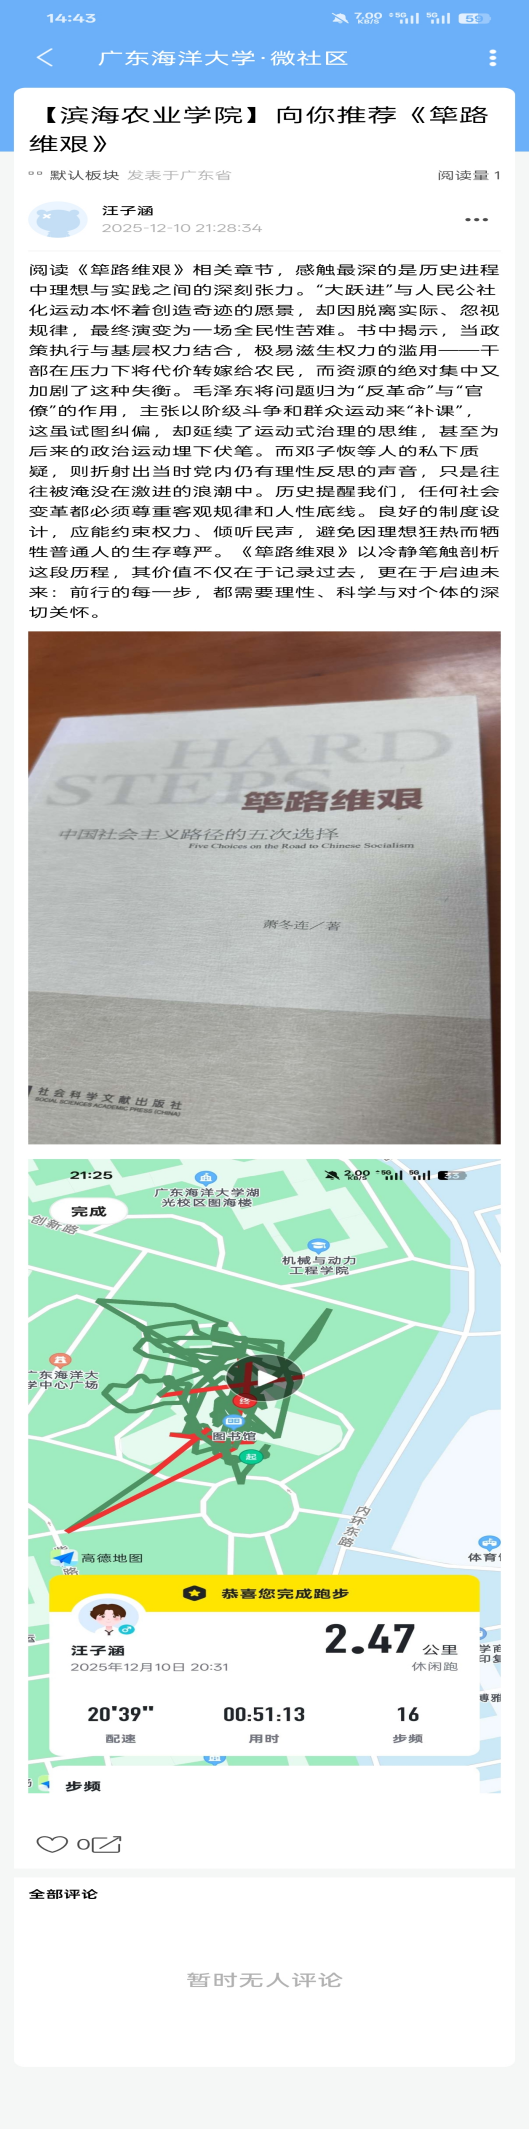 14:43
7.00 KB/S 5G 5G
广东海洋大学·微社区
【滨海农业学院】向你推荐《筚路
维艰》
默认板块 发表于广东省 阅读量 1
汪子涵
2025-12-10 21:28:34
阅读《筚路维艰》相关章节，感触最深的是历史进程
中理想与实践之间的深刻张力。“大跃进”与人民公社
化运动本怀着创造奇迹的愿景，却因脱离实际、忽视
规律，最终演变为一场全民性苦难。书中揭示，当政
策执行与基层权力结合，极易滋生权力的滥用——干
部在压力下将代价转嫁给农民，而资源的绝对集中又
加剧了这种失衡。毛泽东将问题归为“反革命”与“官
僚”的作用，主张以阶级斗争和群众运动来“补课”，
这虽试图纠偏，却延续了运动式治理的思维，甚至为
后来的政治运动埋下伏笔。而邓子恢等人的私下质
疑，则折射出当时党内仍有理性反思的声音，只是往
往被淹没在激进的浪潮中。历史提醒我们，任何社会
变革都必须尊重客观规律和人性底线。良好的制度设
计，应能约束权力、倾听民声，避免因理想狂热而牺
牲普通人的生存尊严。《筚路维艰》以冷静笔触剖析
这段历程，其价值不仅在于记录过去，更在于启迪未
来：前行的每一步，都需要理性、科学与对个体的深
切关怀。
HARD
STEPS
筚路维艰
中国社会主义路径的五次选择
Five Choices on the Road to Chinese Socialism
萧冬连／著
社会科学文献出版社
SOCIAL SCIENCES ACADEMIC PRESS (CHINA)
21:25
2.00 KB/S 5G 5G
完成
广东海洋大学湖
光校区图海楼
创新路
机械与动力
工程学院
广东海洋大
学中心广场
终
图书馆
起
内环东路
高德地图
路
体育
恭喜您完成跑步
汪子涵
2025年12月10日 20:31
2.47 公里
休闲跑
学商
印复
博雅
20'39" 00:51:13 16
配速 用时 步频
步频
0
全部评论
暂时无人评论